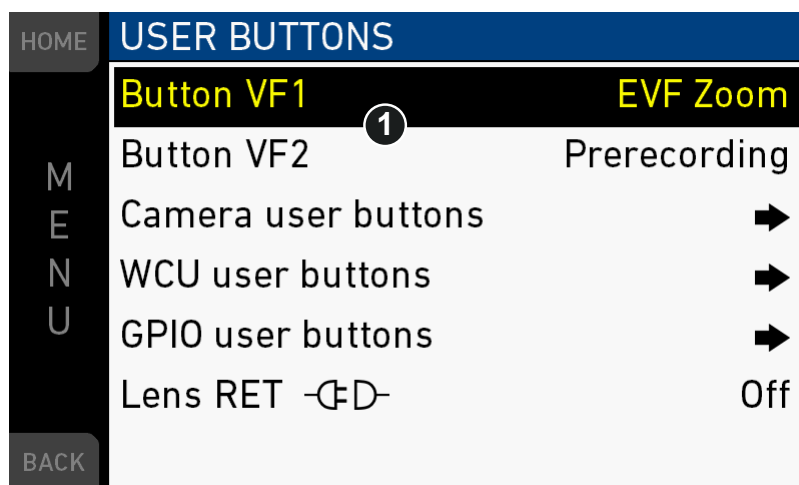 HOME
USER BUTTONS
Button VF1 EVF Zoom
1
Button VF2 Prerecording
Camera user buttons
WCU user buttons
GPIO user buttons
Lens RET Off
MENU
BACK